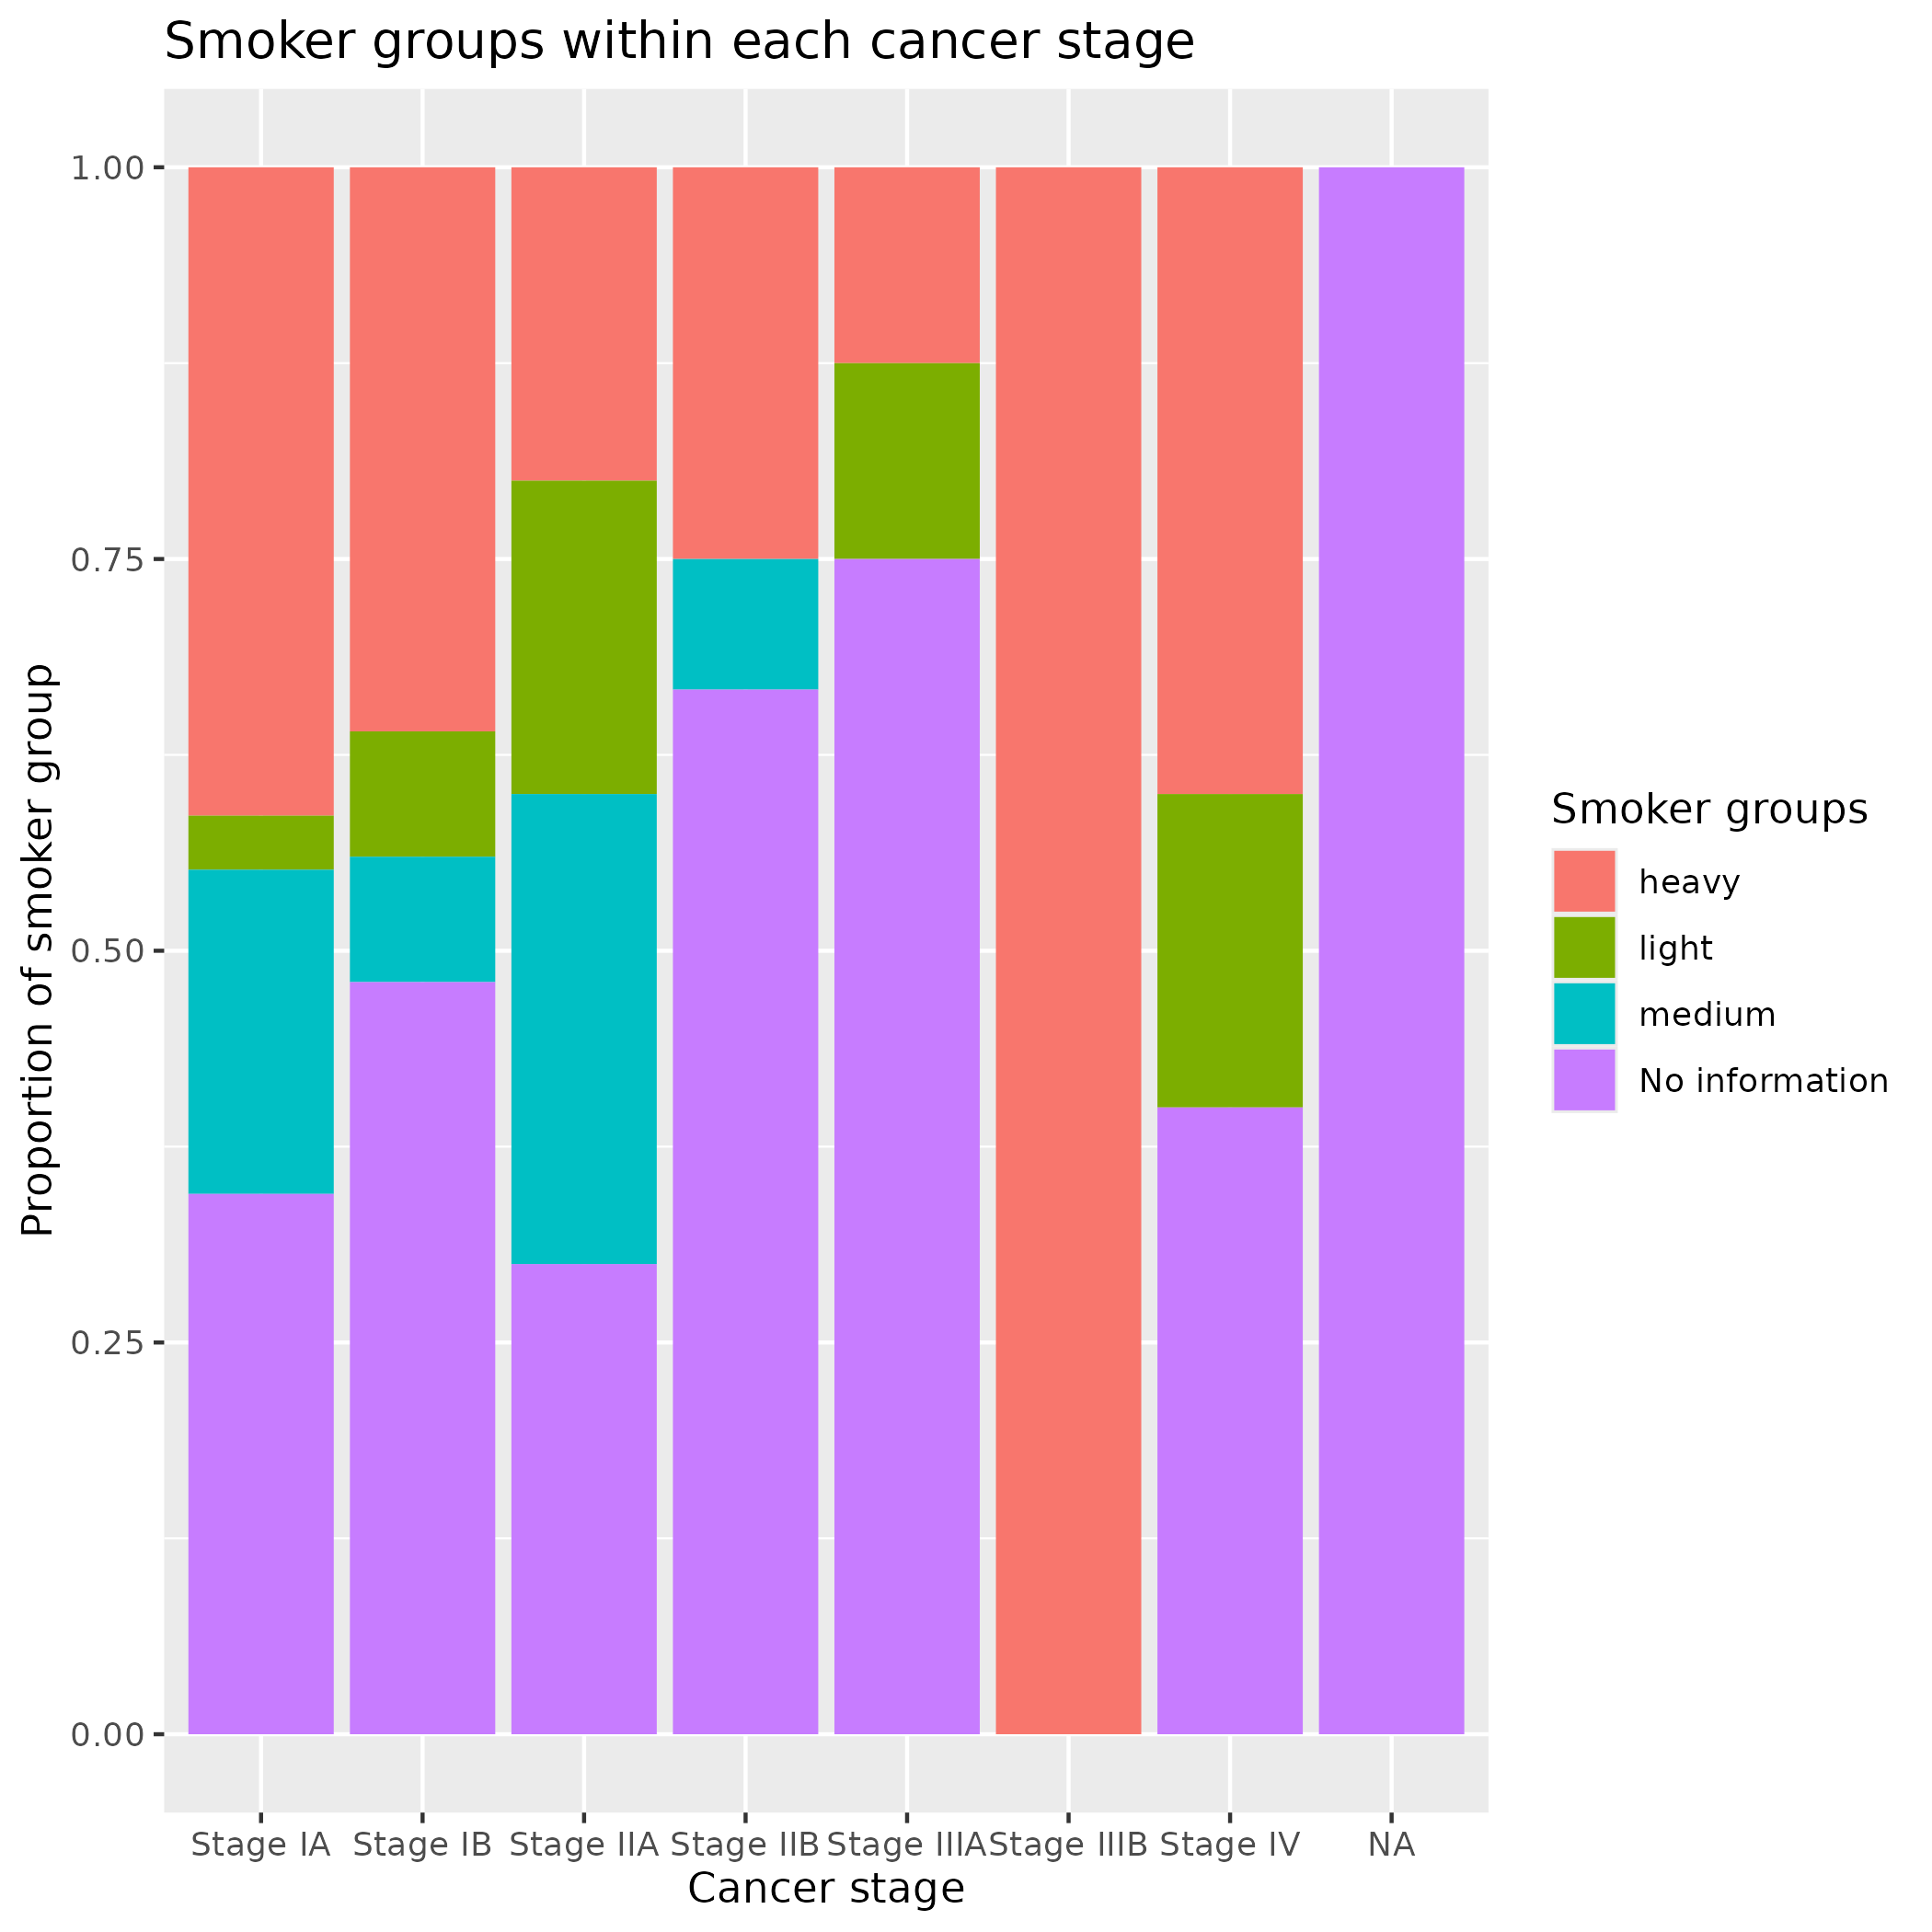 Smoker groups within each cancer stage
1.00
0.75
0.50
0.25
0.00
Proportion of smoker group
Stage IA
Stage IB
Stage IIA
Stage IIB
Stage IIIA
Stage IIIB
Stage IV
NA
Cancer stage
Smoker groups
heavy
light
medium
No information